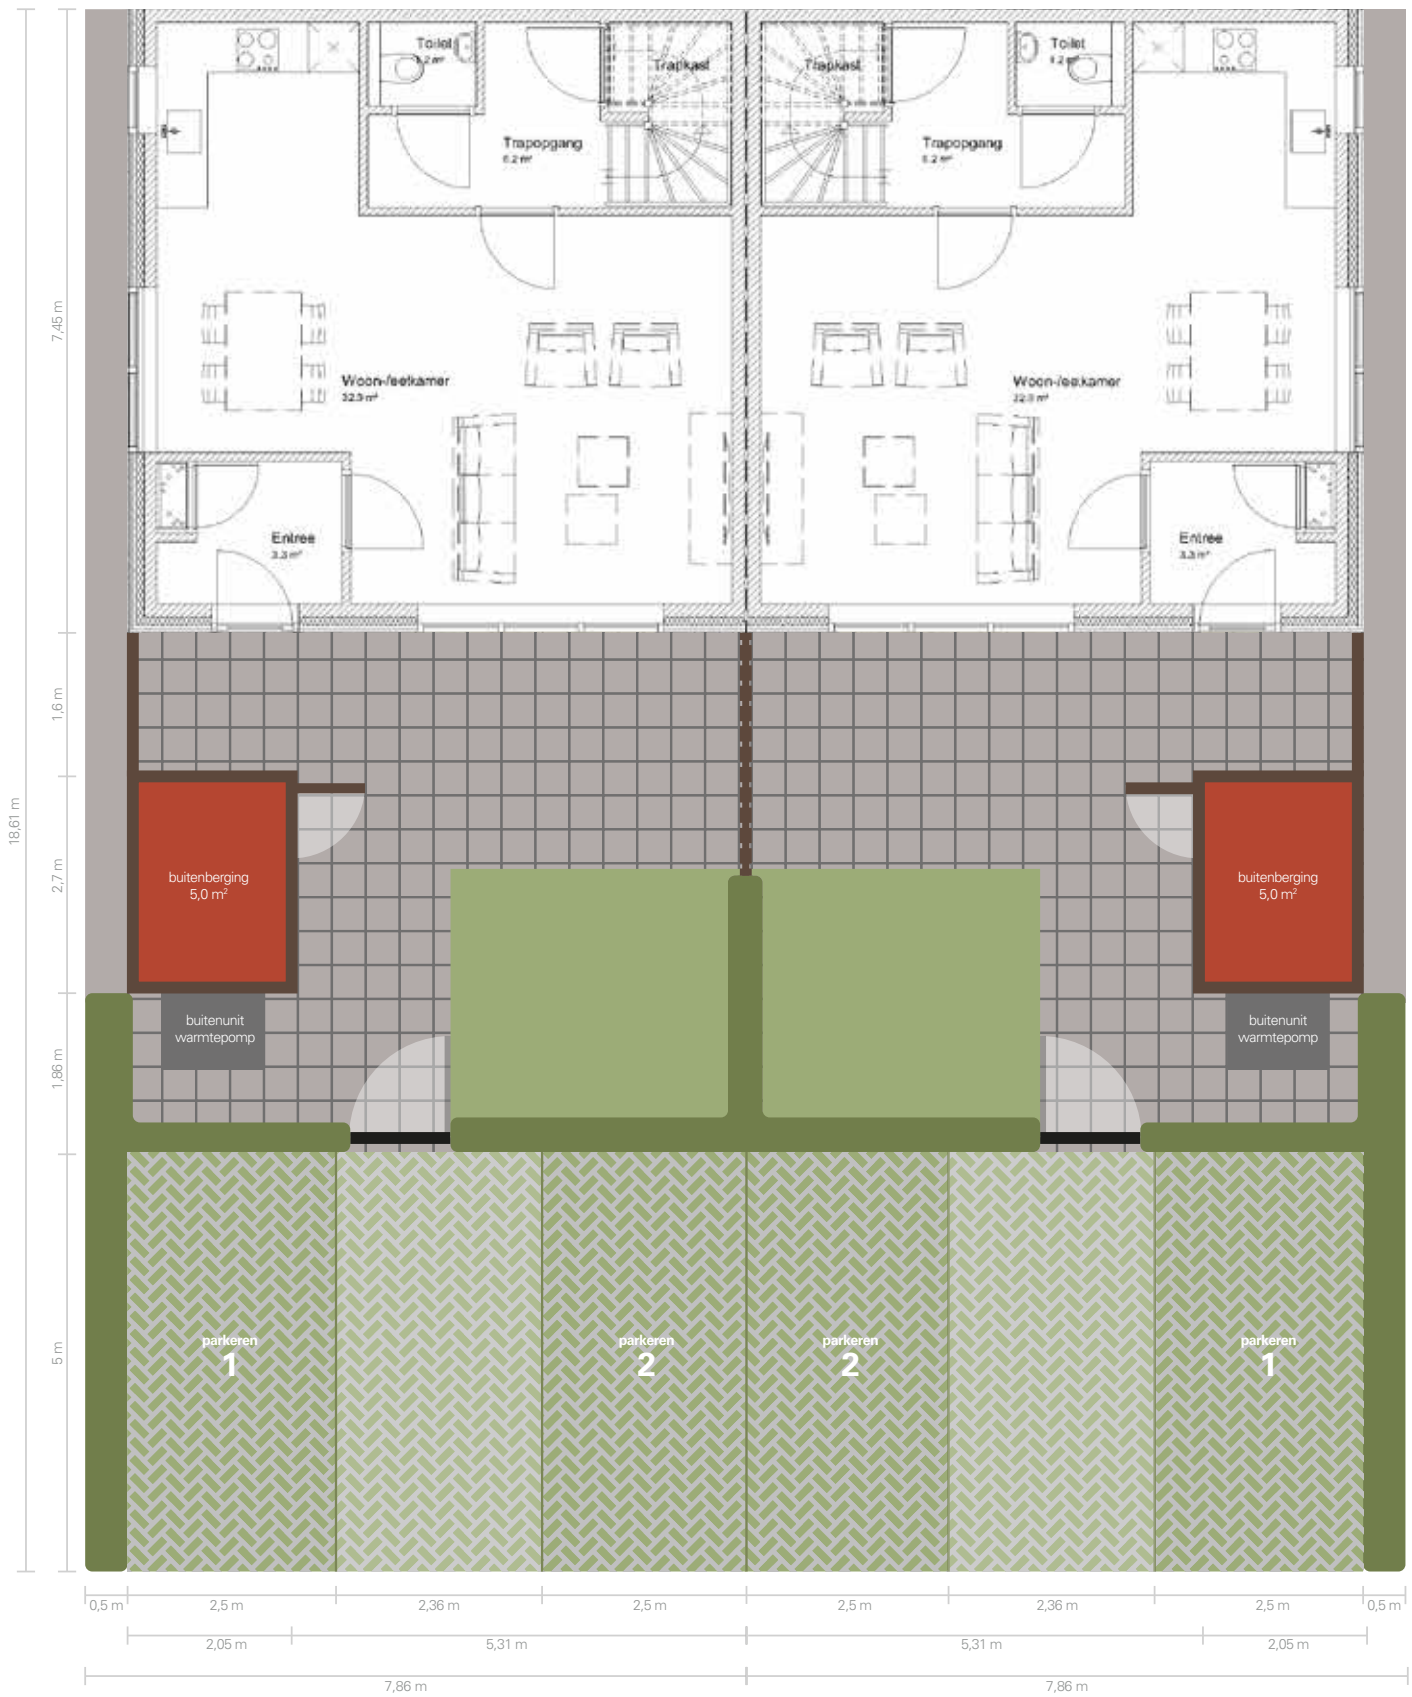 Toilet
Toilet
Trapkast
Trapkast
Trapopgang
Trapopgang
7,45 m
Woon-/eetkamer
Entree
3.3 m²
Entree
3.3 m²
1,6 m
18,61 m
2,7 m
buitenberging
5,0 m²
buitenberging
5,0 m²
1,86 m
buitenunit
warmtepomp
buitenunit
warmtepomp
5 m
parkeren
1
parkeren
2
parkeren
2
parkeren
1
0,5 m
2,5 m
2,36 m
2,5 m
2,5 m
2,36 m
2,5 m
0,5 m
2,05 m
5,31 m
5,31 m
2,05 m
7,86 m
7,86 m